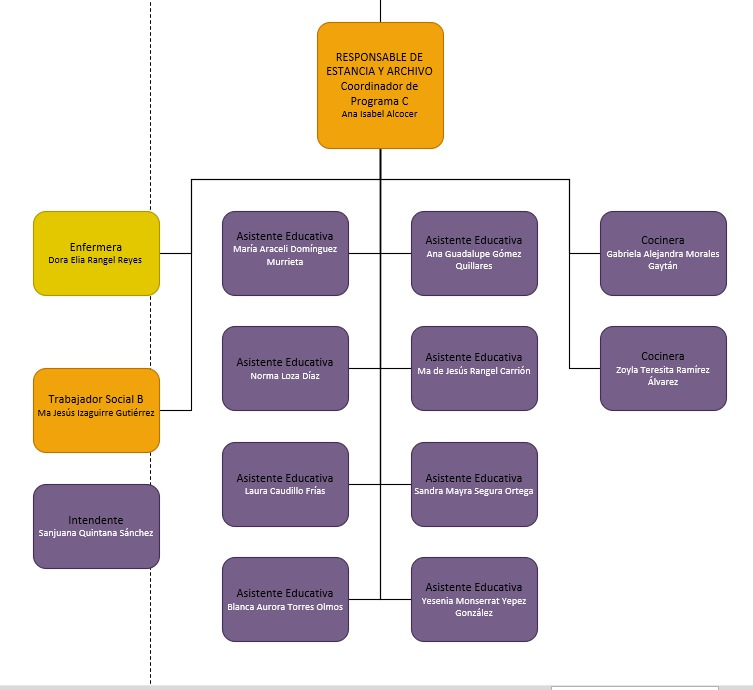 RESPONSABLE DE
ESTANCIA Y ARCHIVO
Coordinador de
Programa C
Ana Isabel Alcocer
Enfermera
Dora Elia Rangel Reyes
Asistente Educativa
María Araceli Domínguez
Murrieta
Asistente Educativa
Ana Guadalupe Gómez
Quillares
Cocinera
Gabriela Alejandra Morales
Gaytán
Asistente Educativa
Norma Loza Díaz
Asistente Educativa
Ma de Jesús Rangel Carrión
Cocinera
Zoyla Teresita Ramírez
Álvarez
Trabajador Social B
Ma Jesús Izaguirre Gutiérrez
Asistente Educativa
Laura Caudillo Frías
Asistente Educativa
Sandra Mayra Segura Ortega
Intendente
Sanjuana Quintana Sánchez
Asistente Educativa
Blanca Aurora Torres Olmos
Asistente Educativa
Yesenia Monserrat Yepez
González